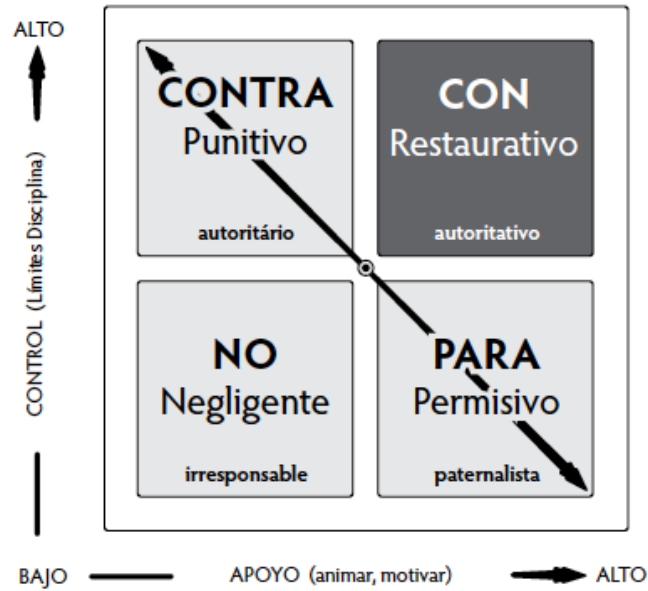 ALTO
CONTROL (Límites Disciplina)
CONTRA
Punitivo
autoritário
CON
Restaurativo
autoritativo
NO
Negligente
irresponsable
PARA
Permisivo
paternalista
BAJO
APOYO (animar, motivar)
ALTO